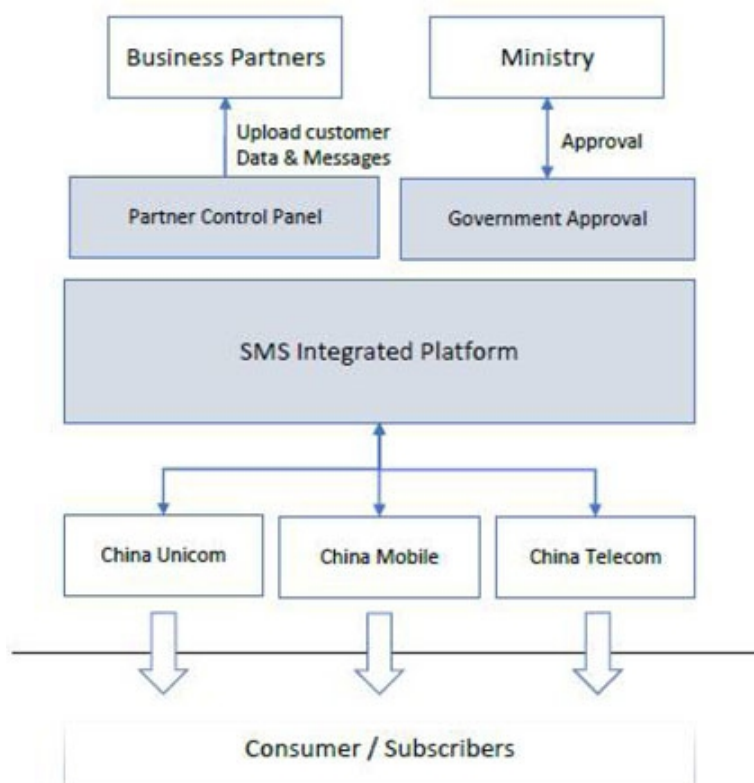 Business Partners
Ministry
Upload customer
Data & Messages
Approval
Partner Control Panel
Government Approval
SMS Integrated Platform
China Unicom
China Mobile
China Telecom
Consumer / Subscribers